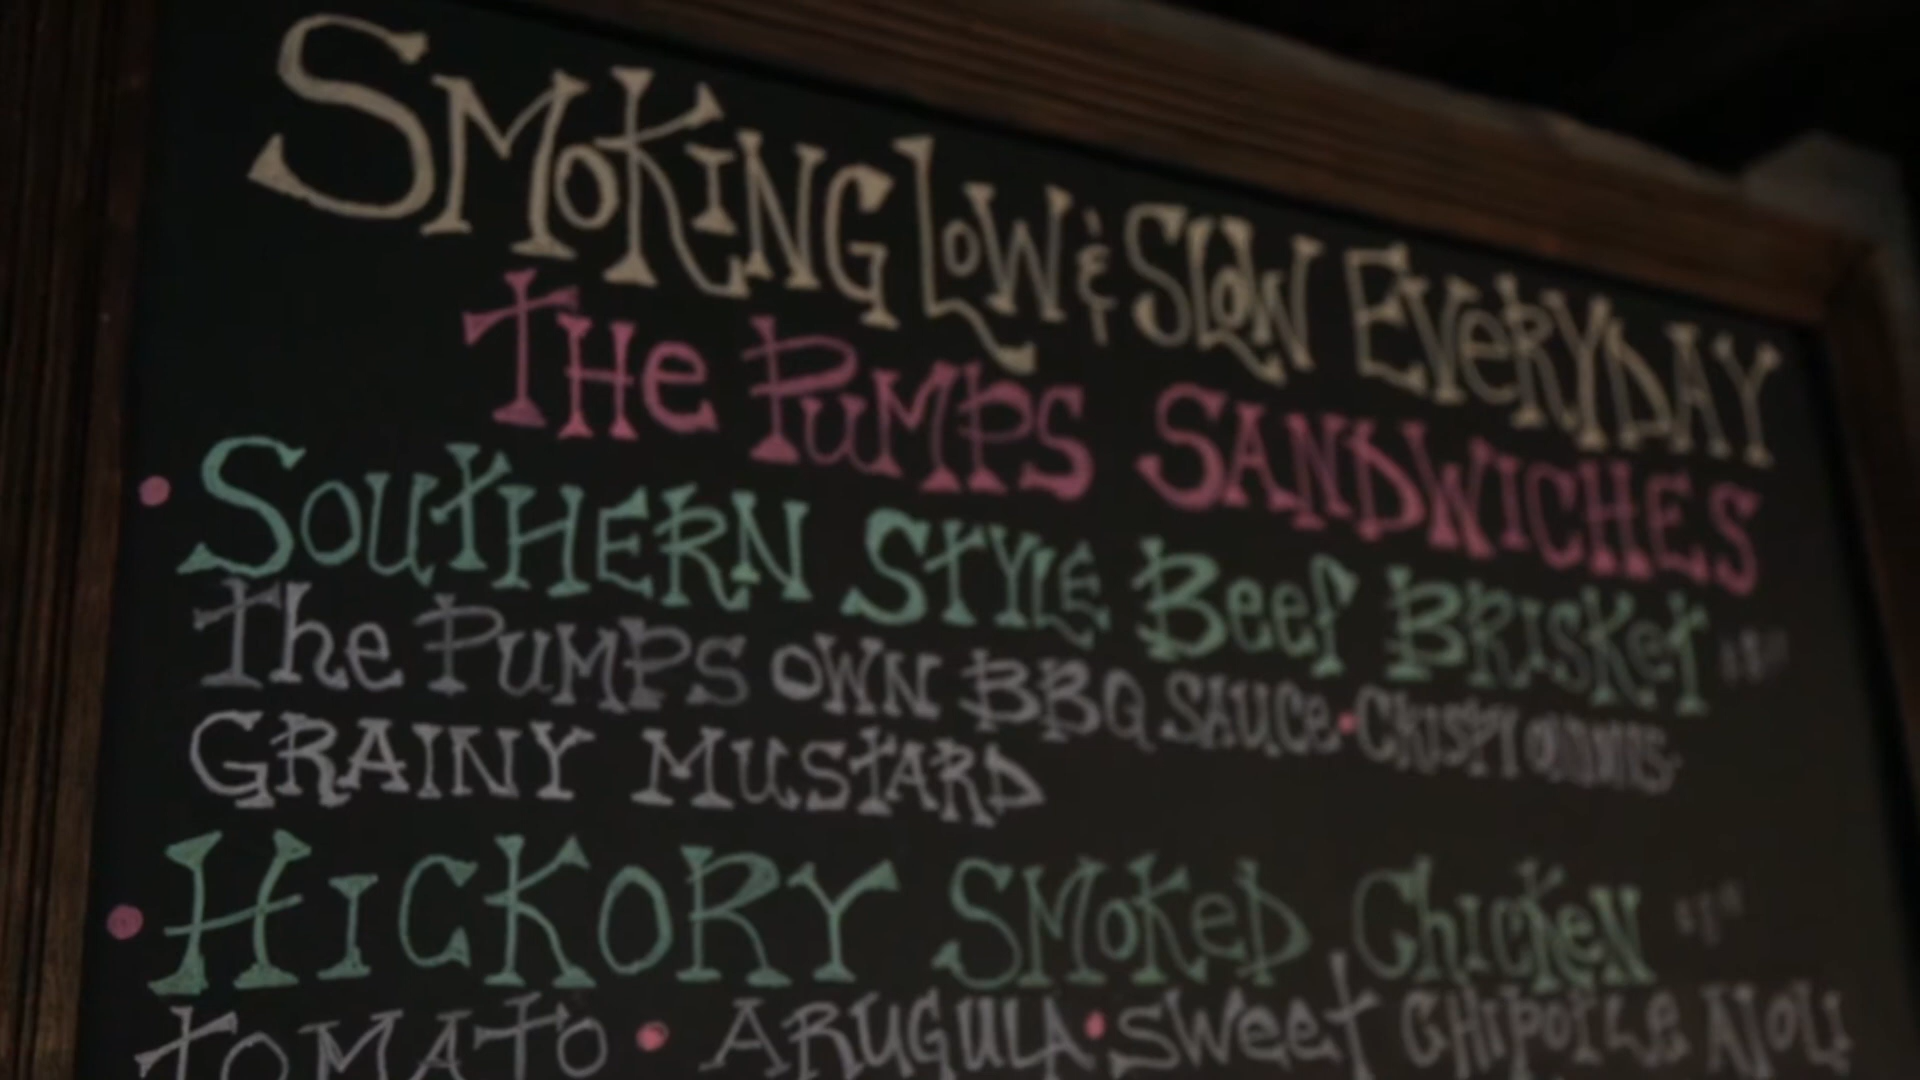 SMOKING LOW & SLOW EVERYDAY
THE PUMPS SANDWICHES
• SOUTHERN STYLE BEEF BRISKET
The PUMPS OWN BBQ SAUCE • CRISPY ONIONS
GRAINY MUSTARD
• HICKORY SMOKED CHICKEN
TOMATO • ARUGULA • SWEET CHIPOTLE AIOLI